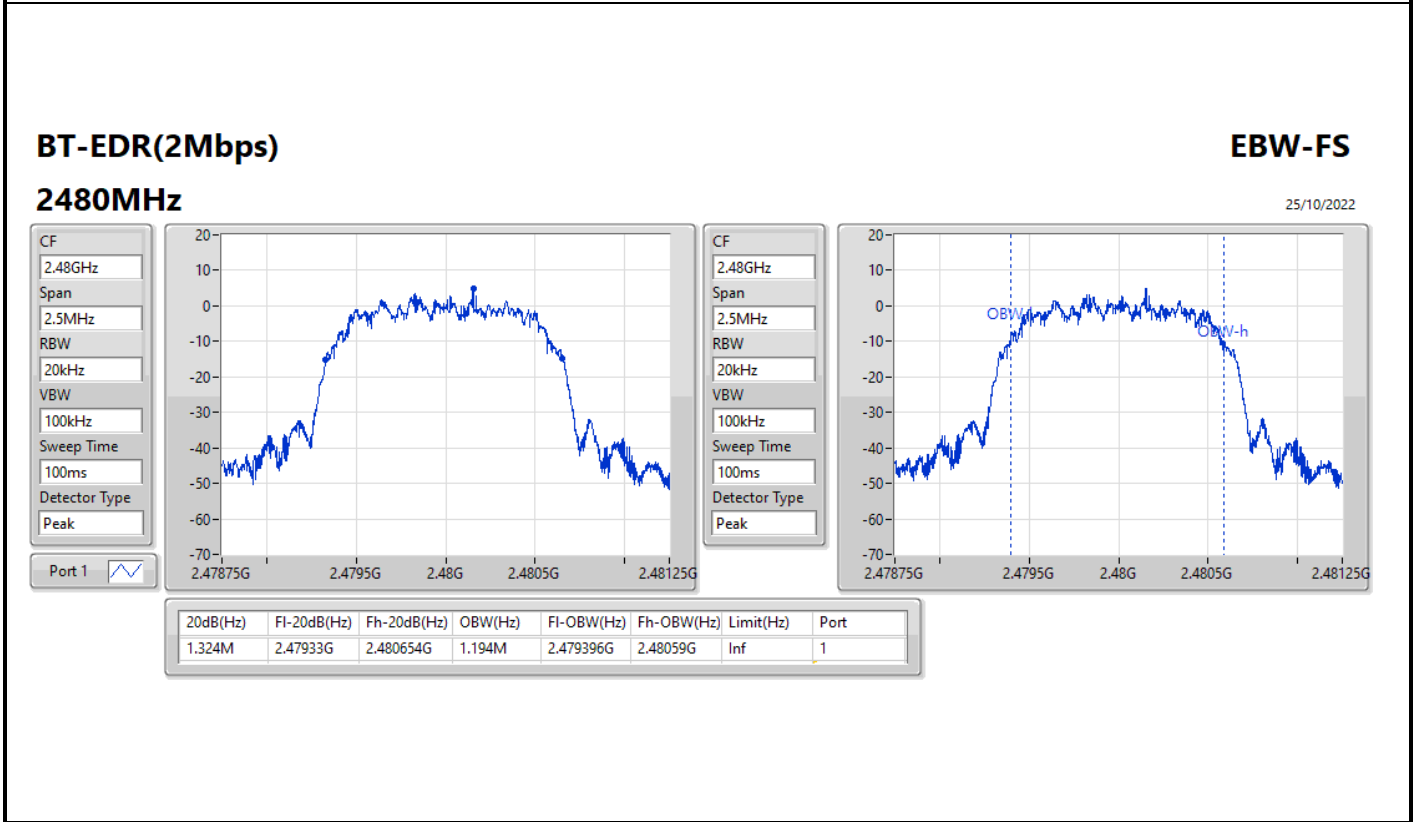 BT-EDR(2Mbps) EBW-FS
2480MHz 25/10/2022
CF
2.48GHz
Span
2.5MHz
RBW
20kHz
VBW
100kHz
Sweep Time
100ms
Detector Type
Peak
Port 1
20
10
0
-10
-20
-30
-40
-50
-60
-70
2.47875G 2.4795G 2.48G 2.4805G 2.48125G
CF
2.48GHz
Span
2.5MHz
RBW
20kHz
VBW
100kHz
Sweep Time
100ms
Detector Type
Peak
20
10
0
-10
-20
-30
-40
-50
-60
-70
OBW-h
2.47875G 2.4795G 2.48G 2.4805G 2.48125G
20dB(Hz) Fl-20dB(Hz) Fh-20dB(Hz) OBW(Hz) Fl-OBW(Hz) Fh-OBW(Hz) Limit(Hz) Port
1.324M 2.47933G 2.480654G 1.194M 2.479396G 2.48059G Inf 1